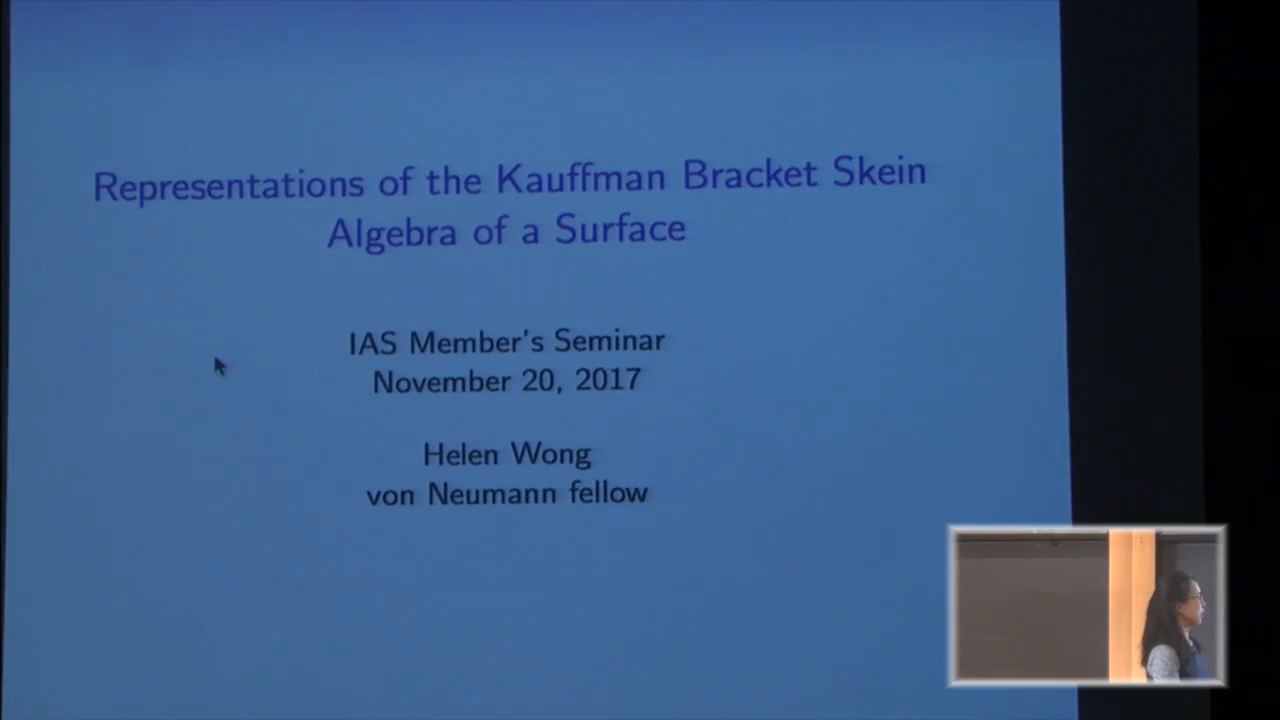 Representations of the Kauffman Bracket Skein
Algebra of a Surface
IAS Member's Seminar
November 20, 2017
Helen Wong
von Neumann fellow